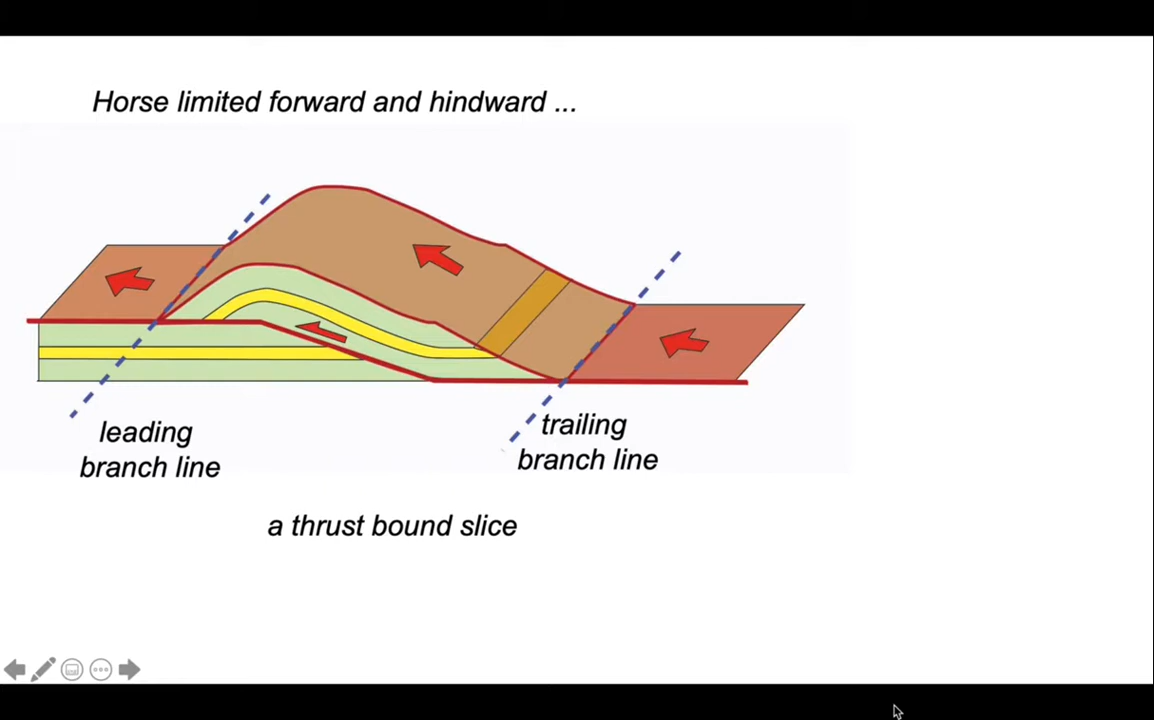 Horse limited forward and hindward ...
leading
branch line
trailing
branch line
a thrust bound slice